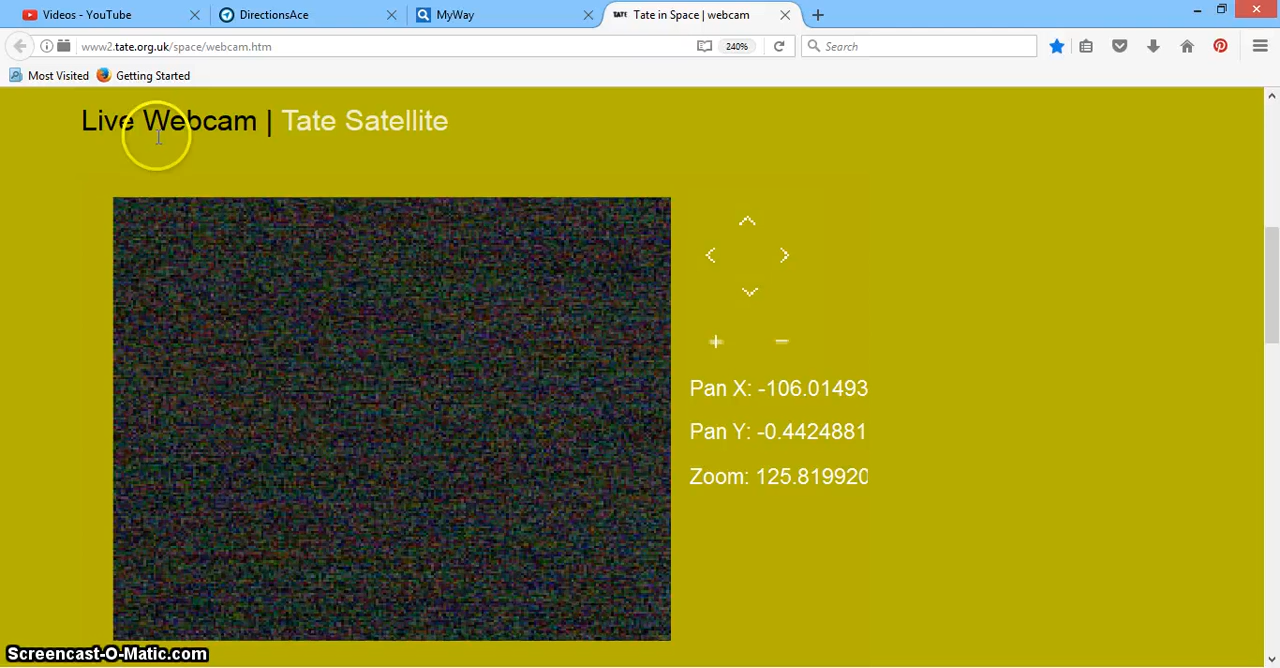 Videos - YouTube
DirectionsAce
MyWay
TATE Tate in Space | webcam
www2.tate.org.uk/space/webcam.htm
240%
Search
Most Visited
Getting Started
Live Webcam | Tate Satellite
Pan X: -106.01493
Pan Y: -0.4424881
Zoom: 125.819920
Screencast-O-Matic.com